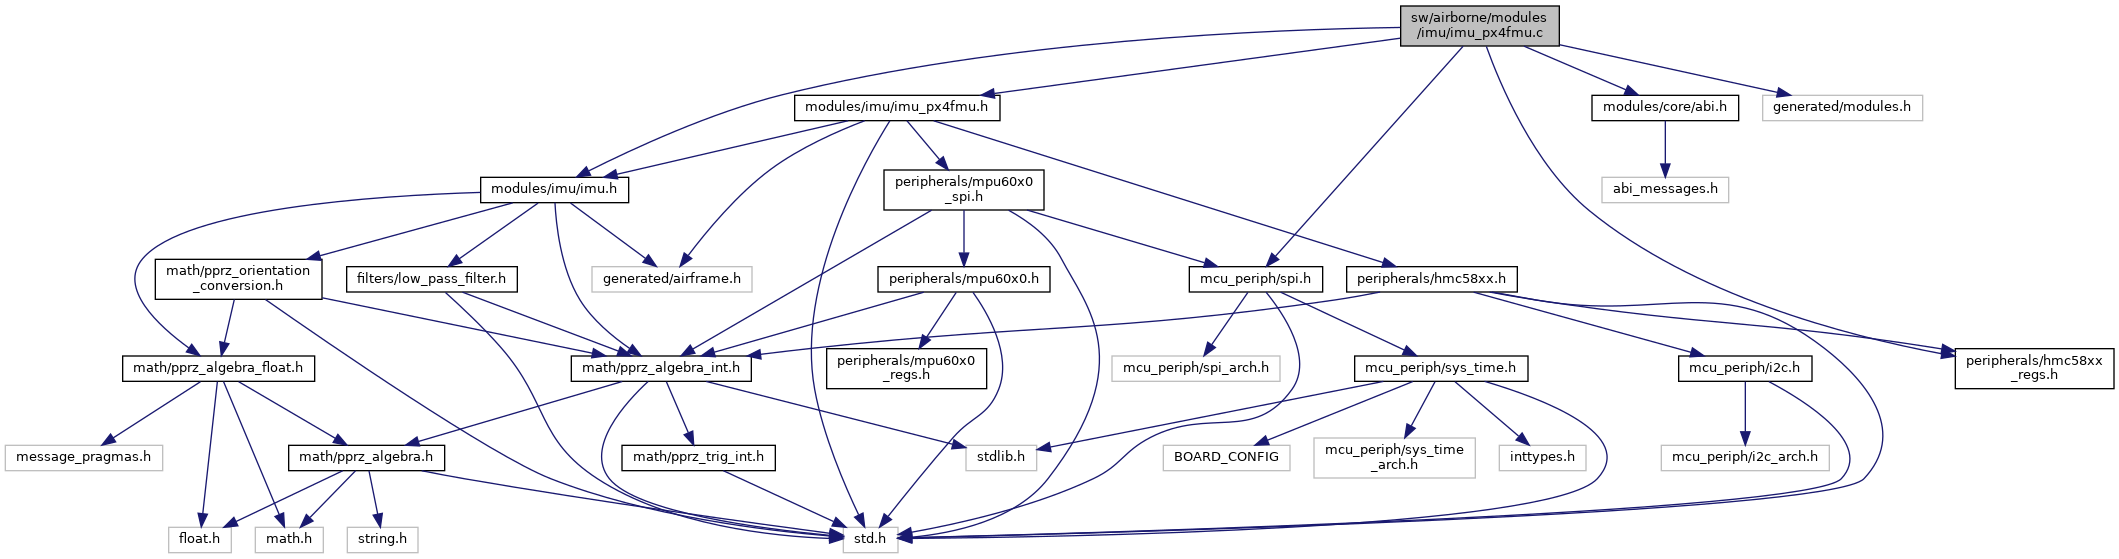 sw/airborne/modules
/imu/imu_px4fmu.c
modules/imu/imu_px4fmu.h
modules/core/abi.h
generated/modules.h
modules/imu/imu.h
peripherals/mpu60x0
_spi.h
abi_messages.h
math/pprz_orientation
_conversion.h
filters/low_pass_filter.h
generated/airframe.h
peripherals/mpu60x0.h
mcu_periph/spi.h
peripherals/hmc58xx.h
math/pprz_algebra_float.h
math/pprz_algebra_int.h
peripherals/mpu60x0
_regs.h
mcu_periph/spi_arch.h
mcu_periph/sys_time.h
mcu_periph/i2c.h
peripherals/hmc58xx
_regs.h
message_pragmas.h
math/pprz_algebra.h
math/pprz_trig_int.h
stdlib.h
BOARD_CONFIG
mcu_periph/sys_time
_arch.h
inttypes.h
mcu_periph/i2c_arch.h
float.h
math.h
string.h
std.h